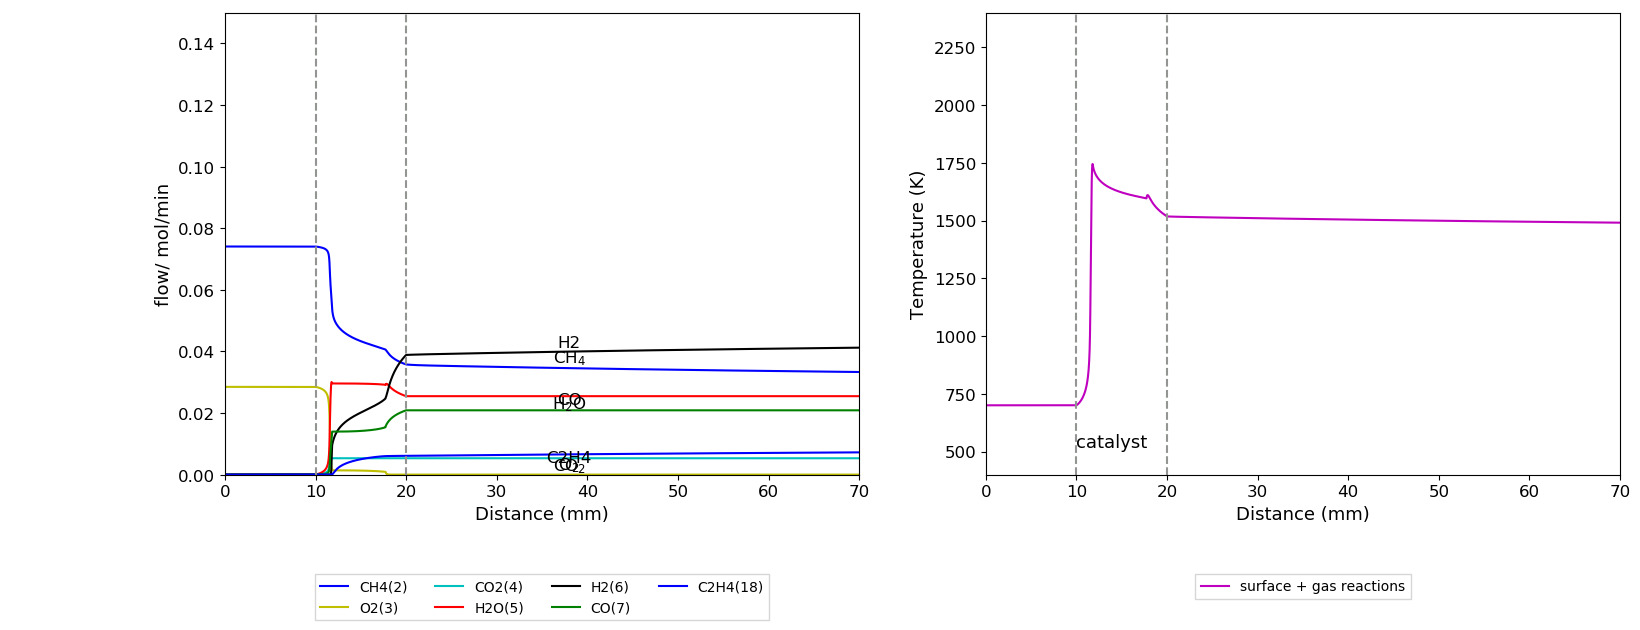 0.14
0.12
0.10
0.08
0.06
0.04
0.02
0.00
flow/ mol/min
H2
CH₄
CO
H₂O
C2H4
CO₂
O₂
0 10 20 30 40 50 60 70
Distance (mm)
CH4(2) CO2(4) H2(6) C2H4(18)
O2(3) H2O(5) CO(7)
2250
2000
1750
1500
1250
1000
750
500
Temperature (K)
catalyst
0 10 20 30 40 50 60 70
Distance (mm)
surface + gas reactions